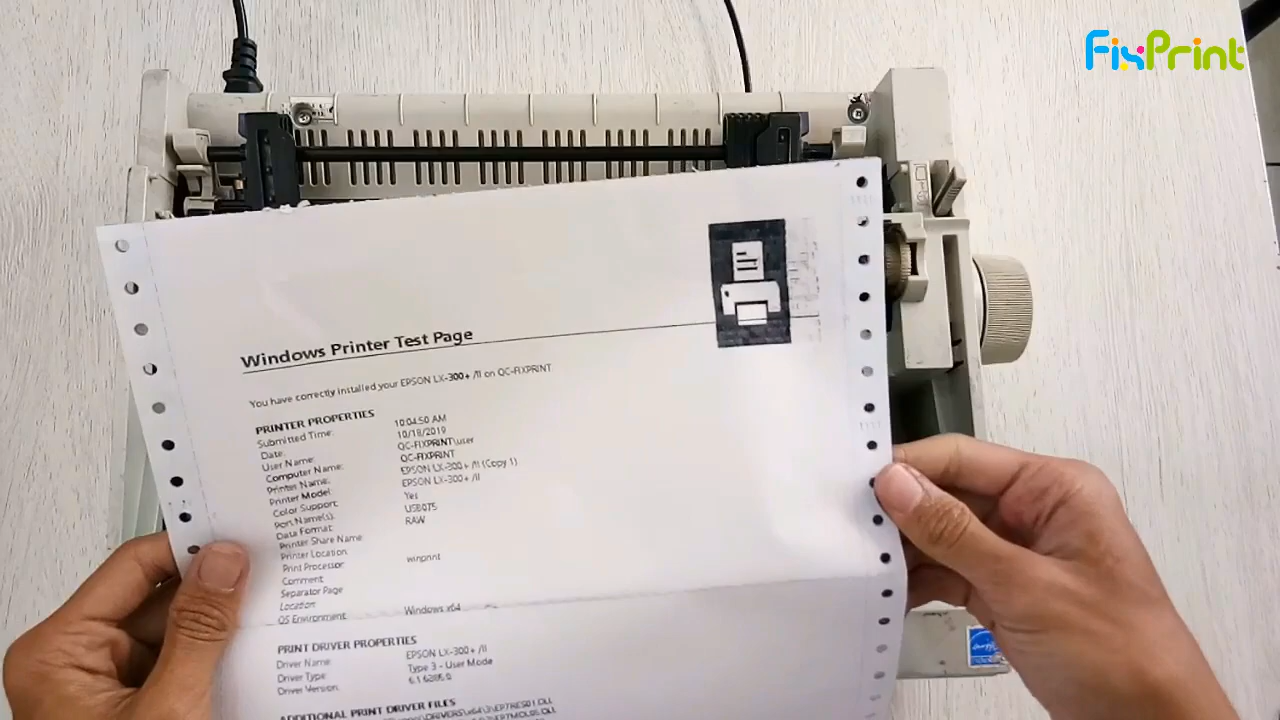 FixPrint
Windows Printer Test Page
You have correctly installed your EPSON LX-300+ /II on QC-FIXPRINT
PRINTER PROPERTIES
Submitted Time: 10:04:50 AM
Date: 10/18/2019
User Name: QC-FIXPRINT\user
Computer Name: QC-FIXPRINT
Printer Name: EPSON LX-300+ /II (Copy 1)
Printer Model: EPSON LX-300+ /II
Color Support: Yes
Port Name(s): USB075
Data Format: RAW
Printer Share Name:
Printer Location:
Print Processor: winprint
Comment:
Separator Page
Location:
OS Environment: Windows x64
PRINT DRIVER PROPERTIES
Driver Name: EPSON LX-300+ /II
Driver Type: Type 3 - User Mode
Driver Version:
ADDITIONAL PRINT DRIVER FILES